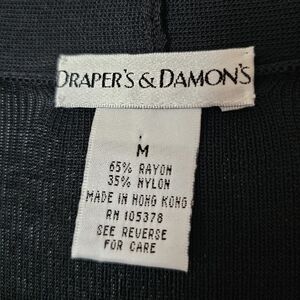 DRAPER'S & DAMON'S
M
65% RAYON
35% NYLON
MADE IN HONG KONG
RN 105378
SEE REVERSE
FOR CARE